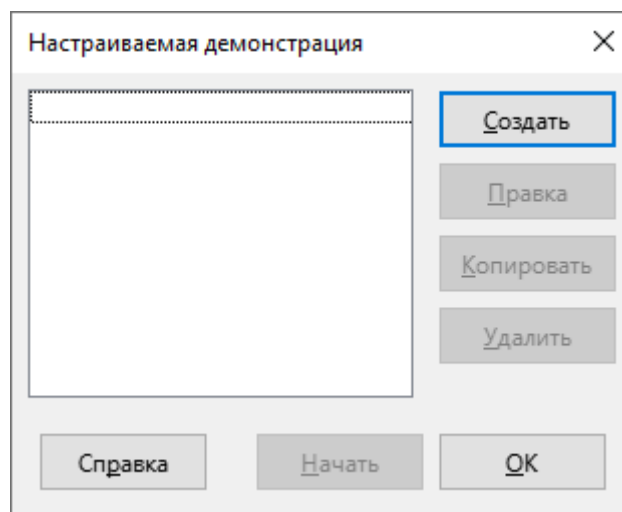 Настраиваемая демонстрация
Создать
Правка
Копировать
Удалить
Справка
Начать
OK